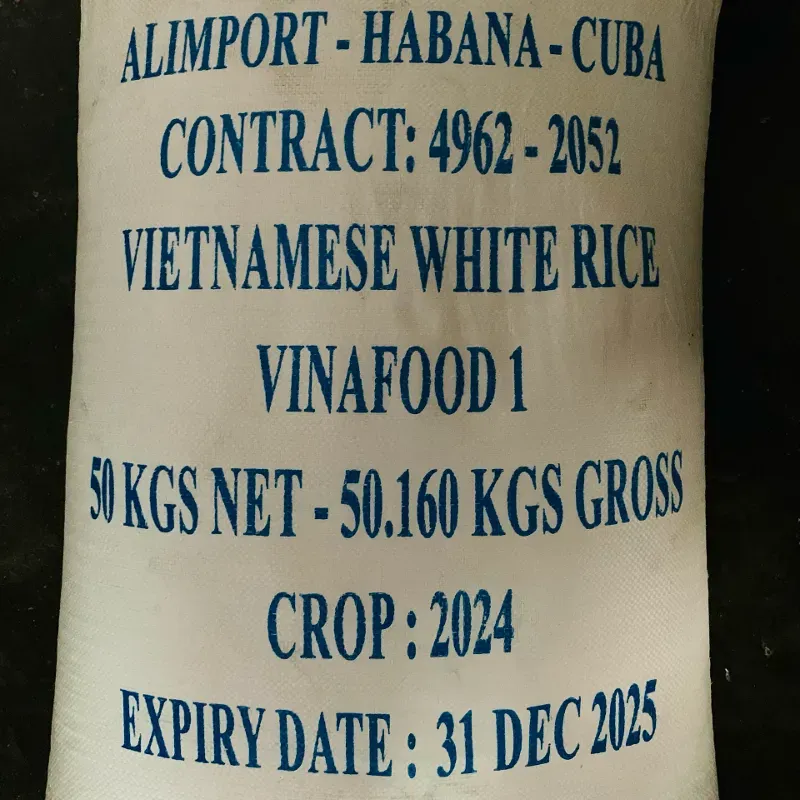 ALIMPORT - HABANA - CUBA
CONTRACT: 4962 - 2052
VIETNAMESE WHITE RICE
VINAFOOD 1
50 KGS NET - 50.160 KGS GROSS
CROP : 2024
EXPIRY DATE : 31 DEC 2025